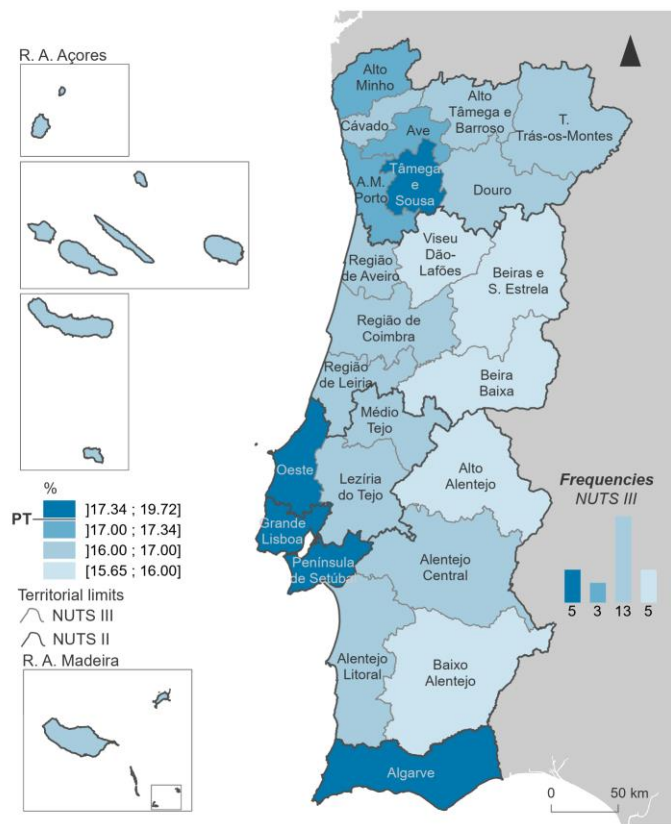 R. A. Açores
Alto
Minho
Cávado
Ave
Alto
Tâmega e
Barroso
T.
Trás-os-Montes
A.M.
Porto
Tâmega
e
Sousa
Douro
Viseu
Dão-
Lafões
Região
de Aveiro
Beiras e
S. Estrela
Região de
Coimbra
Região
de Leiria
Beira
Baixa
Médio
Tejo
Oeste
Lezíria
do Tejo
Alto
Alentejo
Grande
Lisboa
Península
de Setúbal
Alentejo
Central
Alentejo
Litoral
Baixo
Alentejo
Algarve
%
PT
]17.34 ; 19.72]
]17.00 ; 17.34]
]16.00 ; 17.00]
[15.65 ; 16.00]
Territorial limits
NUTS III
NUTS II
R. A. Madeira
Frequencies
NUTS III
5 3 13 5
0 50 km